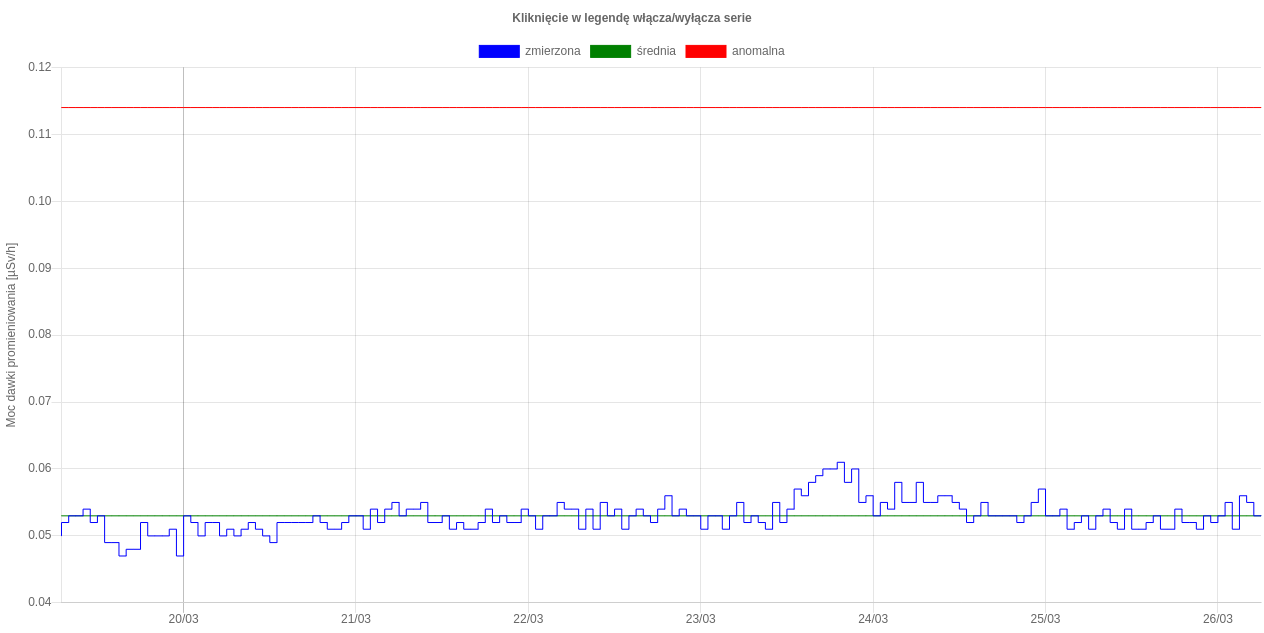 Kliknięcie w legendę włącza/wyłącza serie
zmierzona średnia anomalna
Moc dawki promieniowania [µSv/h]
0.12
0.11
0.10
0.09
0.08
0.07
0.06
0.05
0.04
20/03 21/03 22/03 23/03 24/03 25/03 26/03